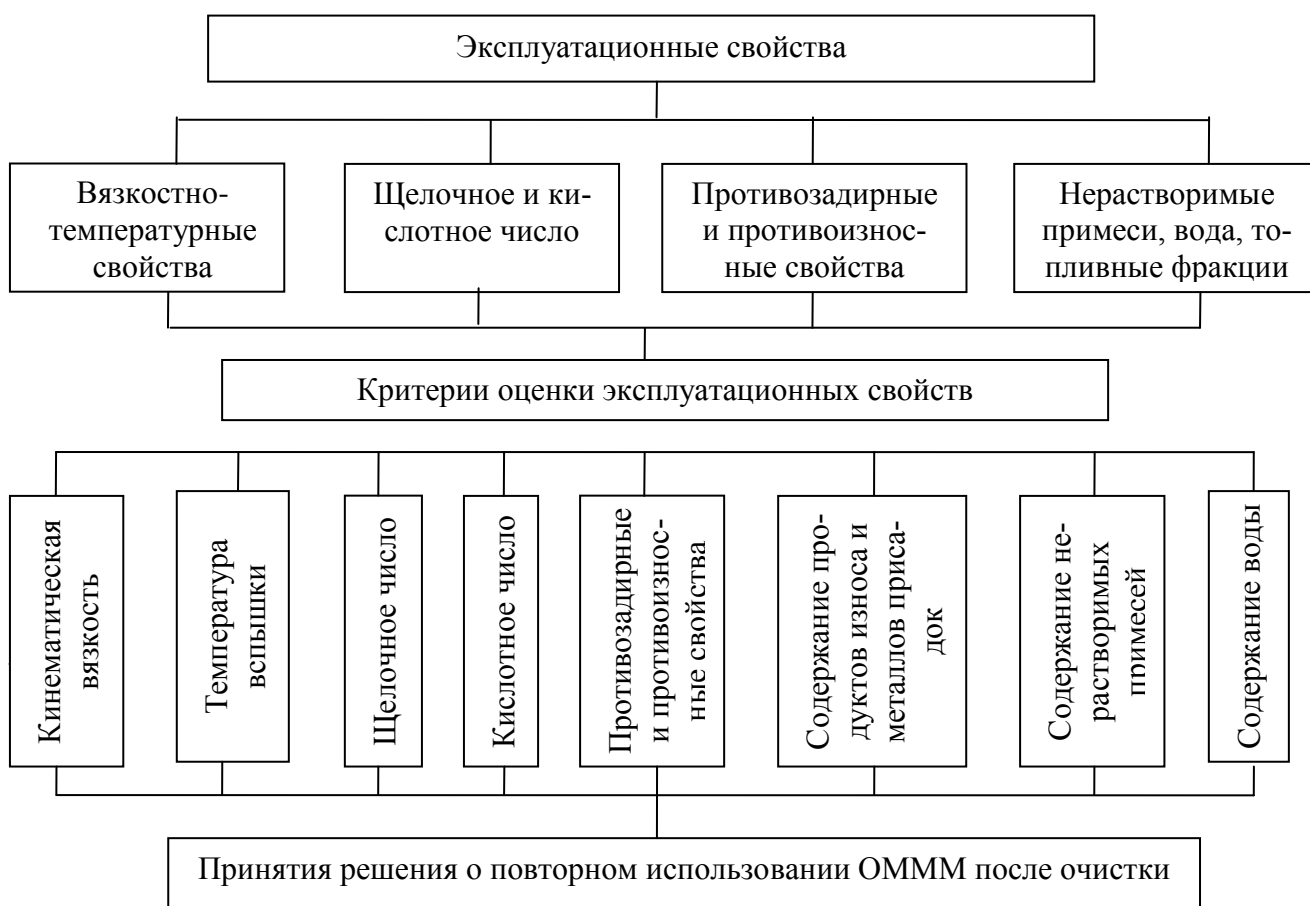 Эксплуатационные свойства
Вязкостно-
температурные
свойства
Щелочное и ки-
слотное число
Противозадирные
и противоизнос-
ные свойства
Нерастворимые
примеси, вода, то-
пливные фракции
Критерии оценки эксплуатационных свойств
Кинематическая
вязкость
Температура
вспышки
Щелочное число
Кислотное число
Противозадирные
и противоизнос-
ные свойства
Содержание про-
дуктов износа и
металлов приса-
док
Содержание не-
растворимых
примесей
Содержание воды
Принятия решения о повторном использовании ОМММ после очистки